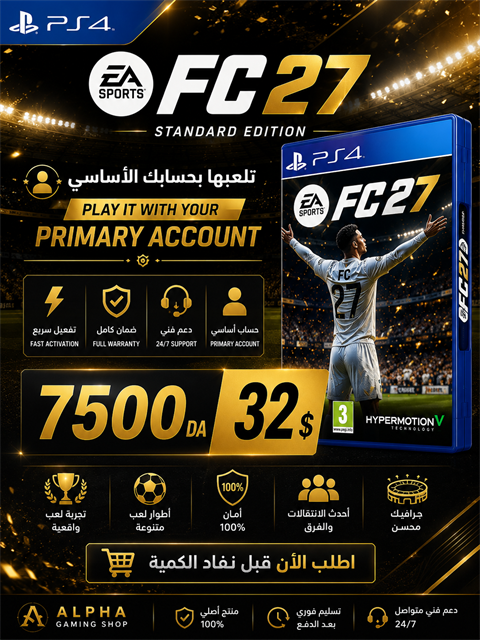 PS4
EA SPORTS FC 27
STANDARD EDITION
تلعبها بحسابك الأساسي
PLAY IT WITH YOUR
PRIMARY ACCOUNT
تفعيل سريع
FAST ACTIVATION
ضمان كامل
FULL WARRANTY
دعم فني
24/7 SUPPORT
حساب أساسي
PRIMARY ACCOUNT
7500 DA
32$
PS4
EA SPORTS FC 27
FC
27
3
HYPERMOTION V
TECHNOLOGY
FC 27
تجربة لعب
واقعية
أطوار لعب
متنوعة
100%
أمان
100%
أحدث الانتقالات
والفرق
جرافيك
محسن
اطلب الأن قبل نفاد الكمية
ALPHA
GAMING SHOP
منتج أصلي
100%
تسليم فوري
بعد الدفع
دعم فني متواصل
24/7